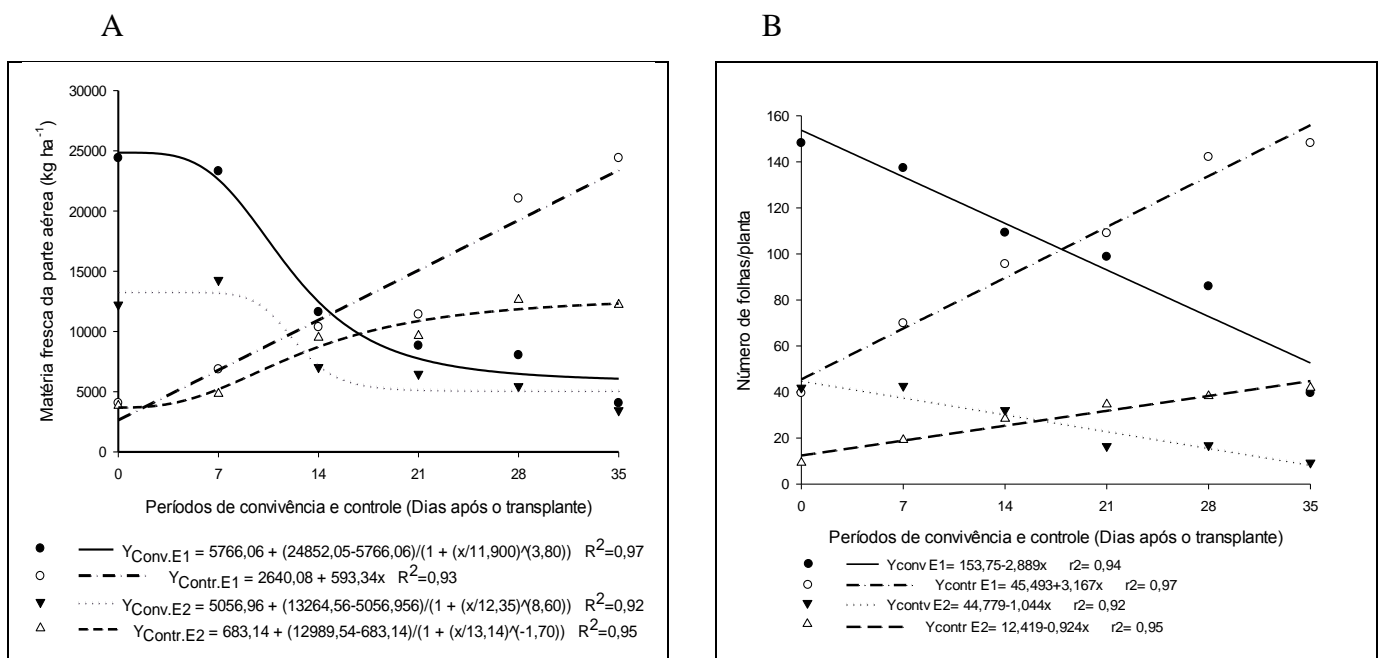 A
Matéria fresca da parte aérea (kg ha⁻¹)
30000
25000
20000
15000
10000
5000
0
0 7 14 21 28 35
Períodos de convivência e controle (Dias após o transplante)
Y Conv.E1 = 5766,06 + (24852,05-5766,06)/(1 + (x/11,900)^(3,80)) R²=0,97
Y Contr.E1 = 2640,08 + 593,34x R²=0,93
Y Conv.E2 = 5056,96 + (13264,56-5056,956)/(1 + (x/12,35)^(8,60)) R²=0,92
Y Contr.E2 = 683,14 + (12989,54-683,14)/(1 + (x/13,14)^(-1,70)) R²=0,95
B
Número de folhas/planta
160
140
120
100
80
60
40
20
0
0 7 14 21 28 35
Períodos de convivência e controle (Dias após o transplante)
Yconv E1= 153,75-2,889x r2= 0,94
Ycontr E1= 45,493+3,167x r2= 0,97
Ycontv E2= 44,779-1,044x r2= 0,92
Ycontr E2= 12,419-0,924x r2= 0,95